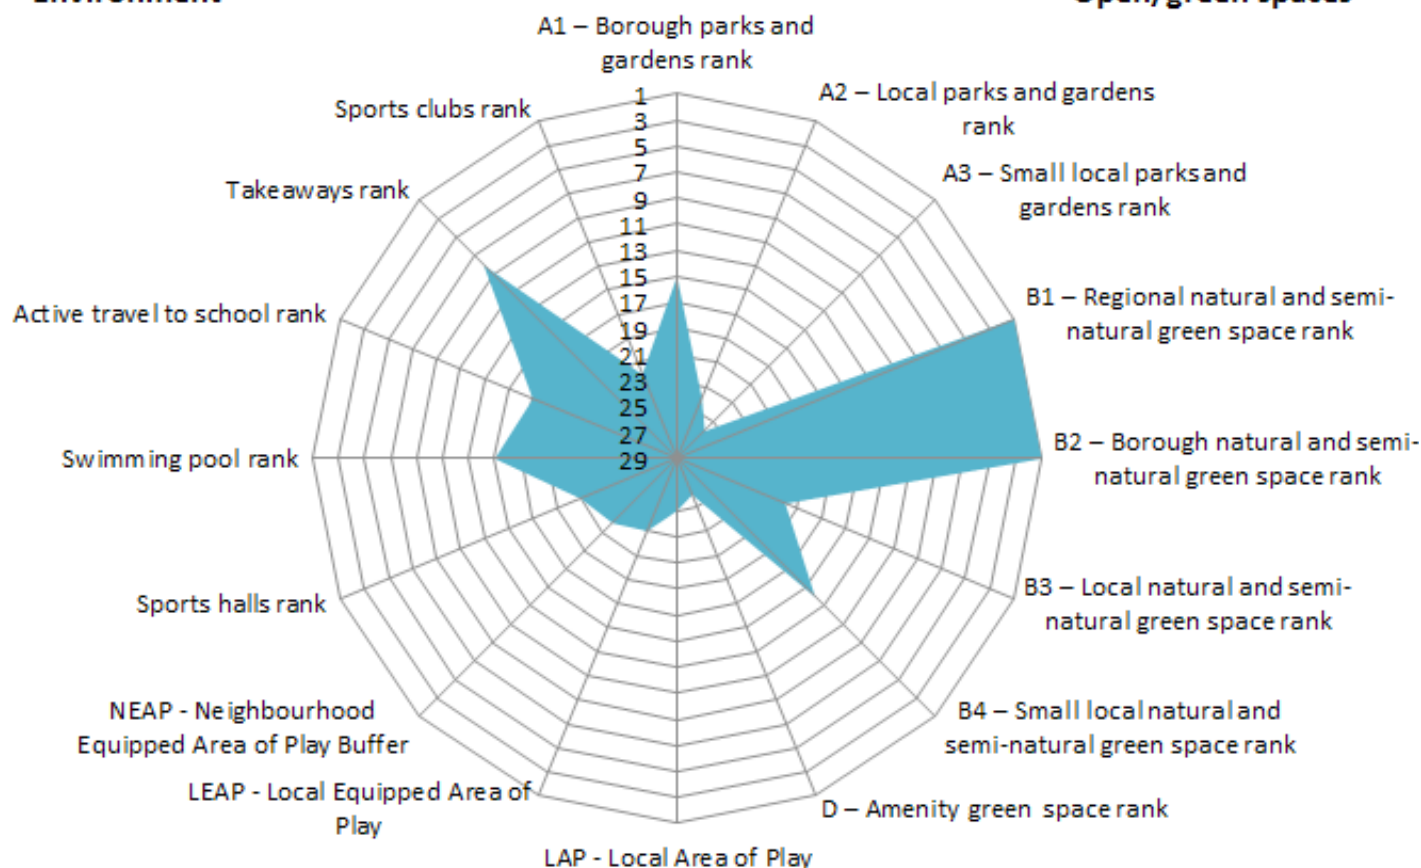 Environment
Open/green spaces
A1 – Borough parks and
gardens rank
A2 – Local parks and gardens
rank
A3 – Small local parks and
gardens rank
B1 – Regional natural and semi-
natural green space rank
B2 – Borough natural and semi-
natural green space rank
B3 – Local natural and semi-
natural green space rank
B4 – Small local natural and
semi-natural green space rank
D – Amenity green space rank
LAP - Local Area of Play
LEAP - Local Equipped Area of
Play
NEAP - Neighbourhood
Equipped Area of Play Buffer
Sports halls rank
Swimming pool rank
Active travel to school rank
Takeaways rank
Sports clubs rank
1
3
5
7
9
11
13
15
17
19
21
23
25
27
29